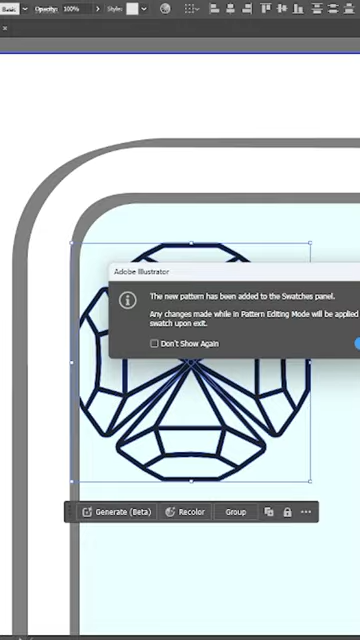 Basic
Opacity: 100%
Style:
Adobe Illustrator
The new pattern has been added to the Swatches panel.
Any changes made while in Pattern Editing Mode will be applied
swatch upon exit.
Don't Show Again
Generate (Beta)
Recolor
Group